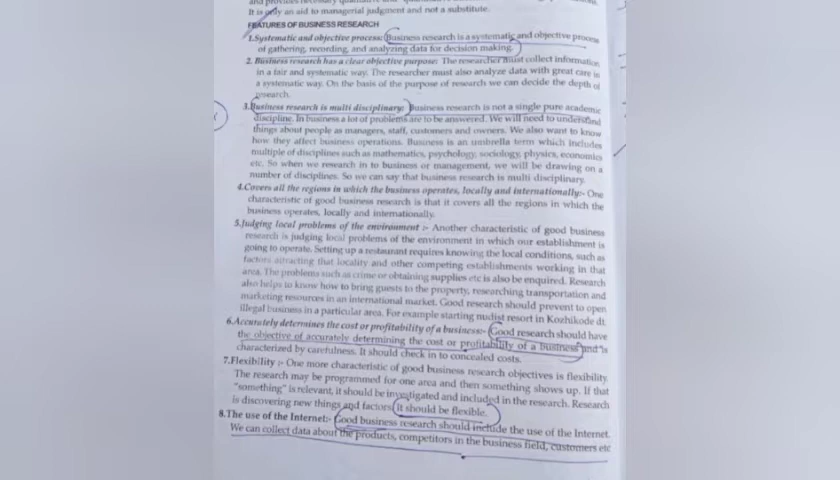 and provides necessary
It is only an aid to managerial judgment and not a substitute.
FEATURES OF BUSINESS RESEARCH
1.Systematic and objective process: Business research is a systematic and objective process
of gathering, recording, and analyzing data for decision making.
2. Business research has a clear objective purpose: The researcher must collect information
in a fair and systematic way. The researcher must also analyze data with great care in
a systematic way. On the basis of the purpose of research we can decide the depth of
research.
3.Business research is multi disciplinary: Business research is not a single pure academic
discipline. In business a lot of problems are to be answered. We will need to understand
things about people as managers, staff, customers and owners. We also want to know
how they affect business operations. Business is an umbrella term which includes
multiple of disciplines such as mathematics, psychology, sociology, physics, economics
etc. So when we research in to business or management, we will be drawing on a
number of disciplines. So we can say that business research is multi disciplinary.
4.Covers all the regions in which the business operates, locally and internationally:- One
characteristic of good business research is that it covers all the regions in which the
business operates, locally and internationally.
5.Judging local problems of the environment :- Another characteristic of good business
research is judging local problems of the environment in which our establishment is
going to operate. Setting up a restaurant requires knowing the local conditions, such as
factors attracting that locality and other competing establishments working in that
area. The problems such as crime or obtaining supplies etc is also be enquired. Research
also helps to know how to bring guests to the property, researching transportation and
marketing resources in an international market. Good research should prevent to open
illegal business in a particular area. For example starting nudist resort in Kozhikode dt.
6.Accurately determines the cost or profitability of a business:- Good research should have
the objective of accurately determining the cost or profitability of a business and is
characterized by carefulness. It should check in to concealed costs.
7.Flexibility :- One more characteristic of good business research objectives is flexibility.
The research may be programmed for one area and then something shows up. If that
"something" is relevant, it should be investigated and included in the research. Research
is discovering new things and factors. It should be flexible.
8.The use of the Internet:- Good business research should include the use of the Internet.
We can collect data about the products, competitors in the business field, customers etc